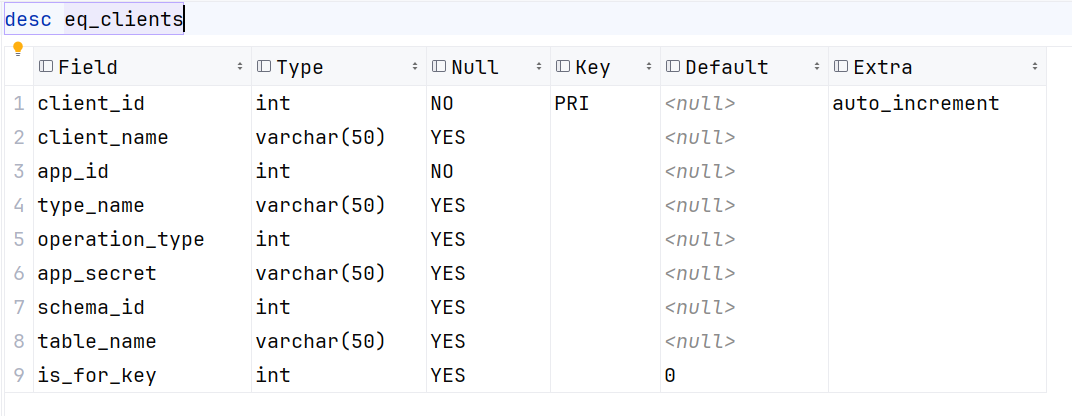 desc eq_clients
Field Type Null Key Default Extra
1 client_id int NO PRI <null> auto_increment
2 client_name varchar(50) YES <null>
3 app_id int NO <null>
4 type_name varchar(50) YES <null>
5 operation_type int YES <null>
6 app_secret varchar(50) YES <null>
7 schema_id int YES <null>
8 table_name varchar(50) YES <null>
9 is_for_key int YES 0